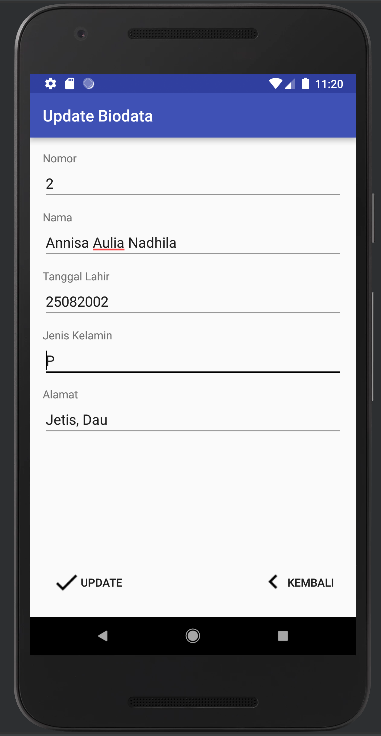 11:20
Update Biodata
Nomor
2
Nama
Annisa Aulia Nadhila
Tanggal Lahir
25082002
Jenis Kelamin
P
Alamat
Jetis, Dau
UPDATE
KEMBALI